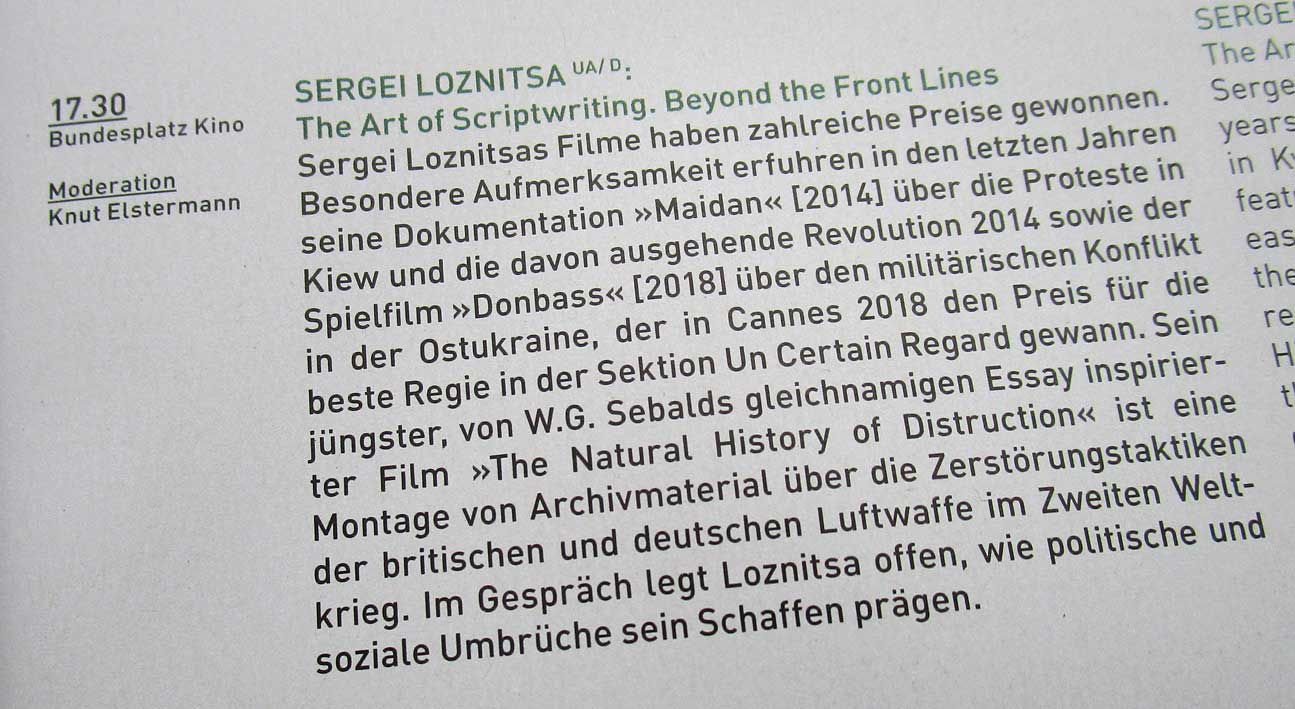 17.30
Bundesplatz Kino
Moderation
Knut Elstermann
SERGEI LOZNITSA UA/ D:
The Art of Scriptwriting. Beyond the Front Lines
Sergei Loznitsas Filme haben zahlreiche Preise gewonnen.
Besondere Aufmerksamkeit erfuhren in den letzten Jahren
seine Dokumentation »Maidan« [2014] über die Proteste in
Kiew und die davon ausgehende Revolution 2014 sowie der
Spielfilm »Donbass« [2018] über den militärischen Konflikt
in der Ostukraine, der in Cannes 2018 den Preis für die
beste Regie in der Sektion Un Certain Regard gewann. Sein
jüngster, von W.G. Sebalds gleichnamigen Essay inspirier-
ter Film »The Natural History of Distruction« ist eine
Montage von Archivmaterial über die Zerstörungstaktiken
der britischen und deutschen Luftwaffe im Zweiten Welt-
krieg. Im Gespräch legt Loznitsa offen, wie politische und
soziale Umbrüche sein Schaffen prägen.
SERGE
The Ar
Serge
years
in K
feat
eas
the
re
H